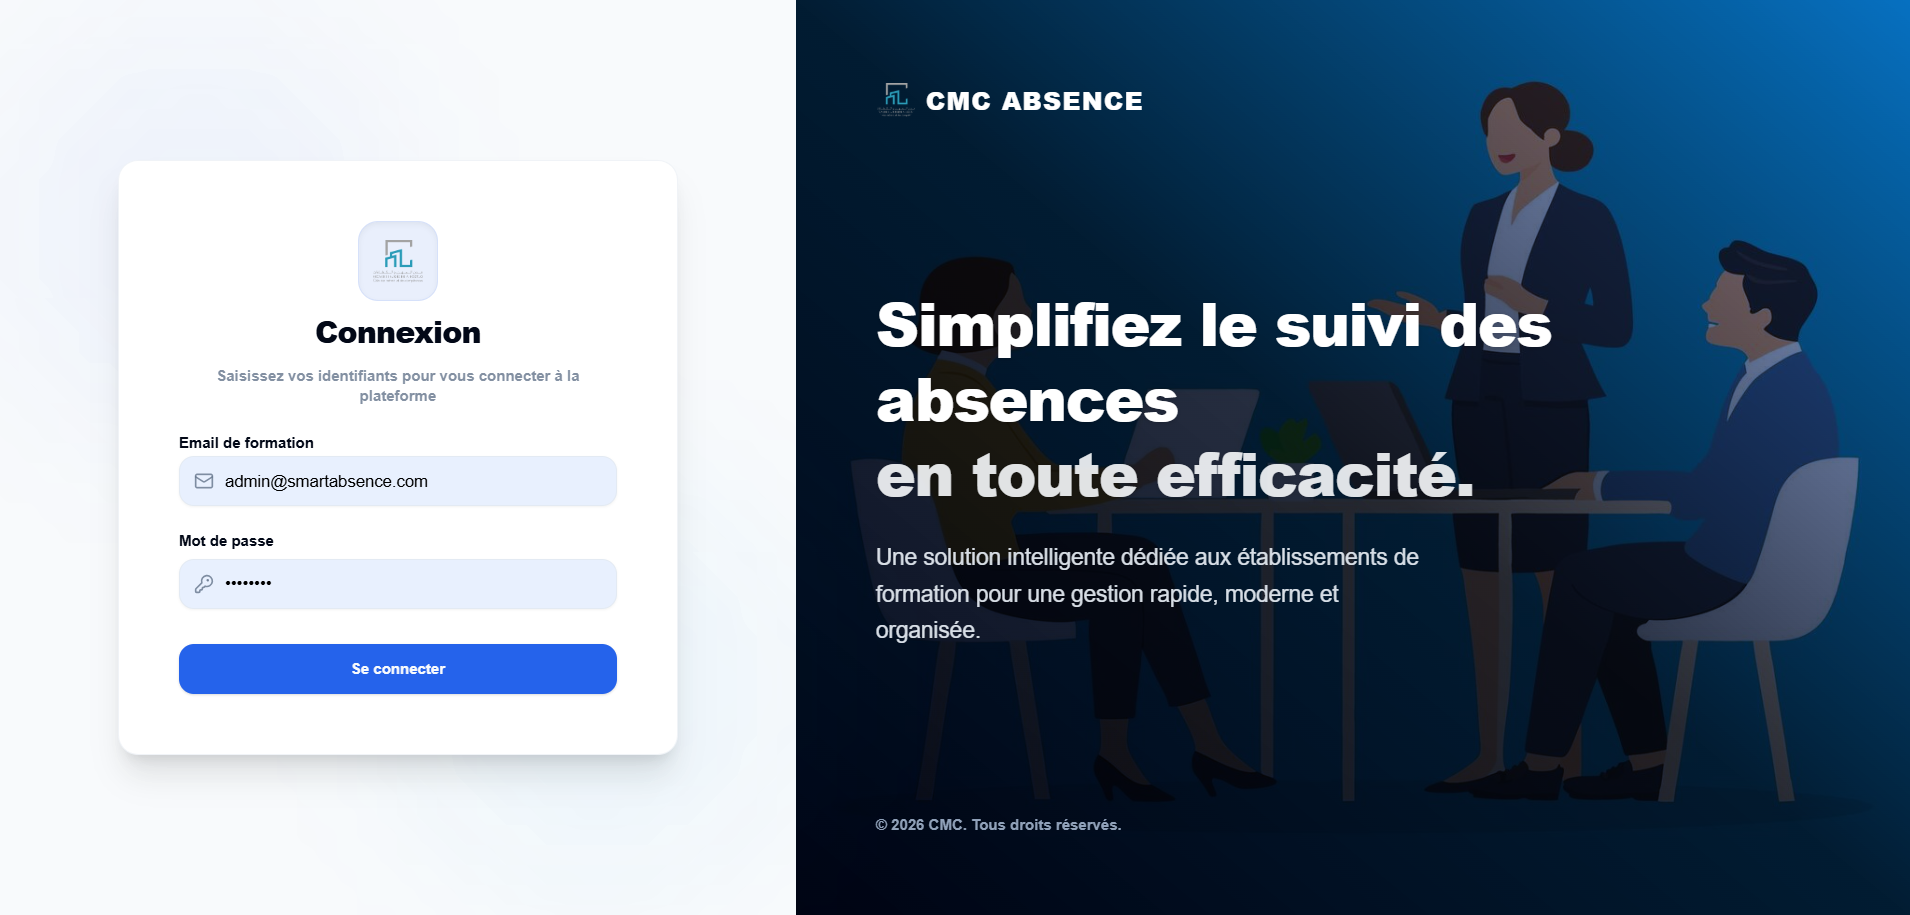 Connexion
Saisissez vos identifiants pour vous connecter à la
plateforme
Email de formation
admin@smartabsence.com
Mot de passe
••••••••
Se connecter
CMC ABSENCE
Simplifiez le suivi des
absences
en toute efficacité.
Une solution intelligente dédiée aux établissements de
formation pour une gestion rapide, moderne et
organisée.
© 2026 CMC. Tous droits réservés.